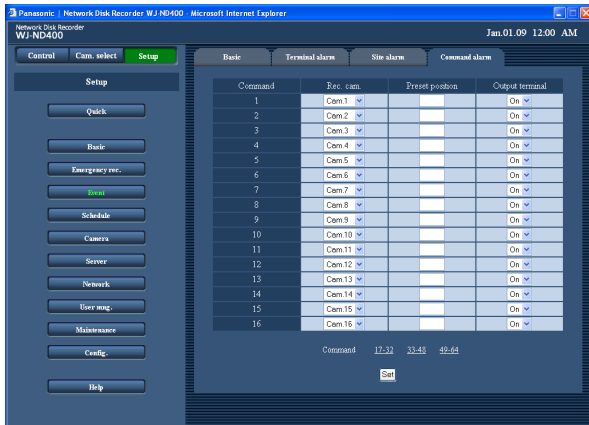 Panasonic | Network Disk Recorder WJ-ND400 - Microsoft Internet Explorer
Network Disk Recorder
WJ-ND400
Jan.01.09 12:00 AM
Control Cam. select Setup
Basic Terminal alarm Site alarm Command alarm
Setup
Quick
Basic
Emergency rec.
Event
Schedule
Camera
Server
Network
User mng.
Maintenance
Config.
Help
Command Rec. cam. Preset position Output terminal
1 Cam.1 On
2 Cam.2 On
3 Cam.3 On
4 Cam.4 On
5 Cam.5 On
6 Cam.6 On
7 Cam.7 On
8 Cam.8 On
9 Cam.9 On
10 Cam.10 On
11 Cam.11 On
12 Cam.12 On
13 Cam.13 On
14 Cam.14 On
15 Cam.15 On
16 Cam.16 On
Command 17-32 33-48 49-64
Set